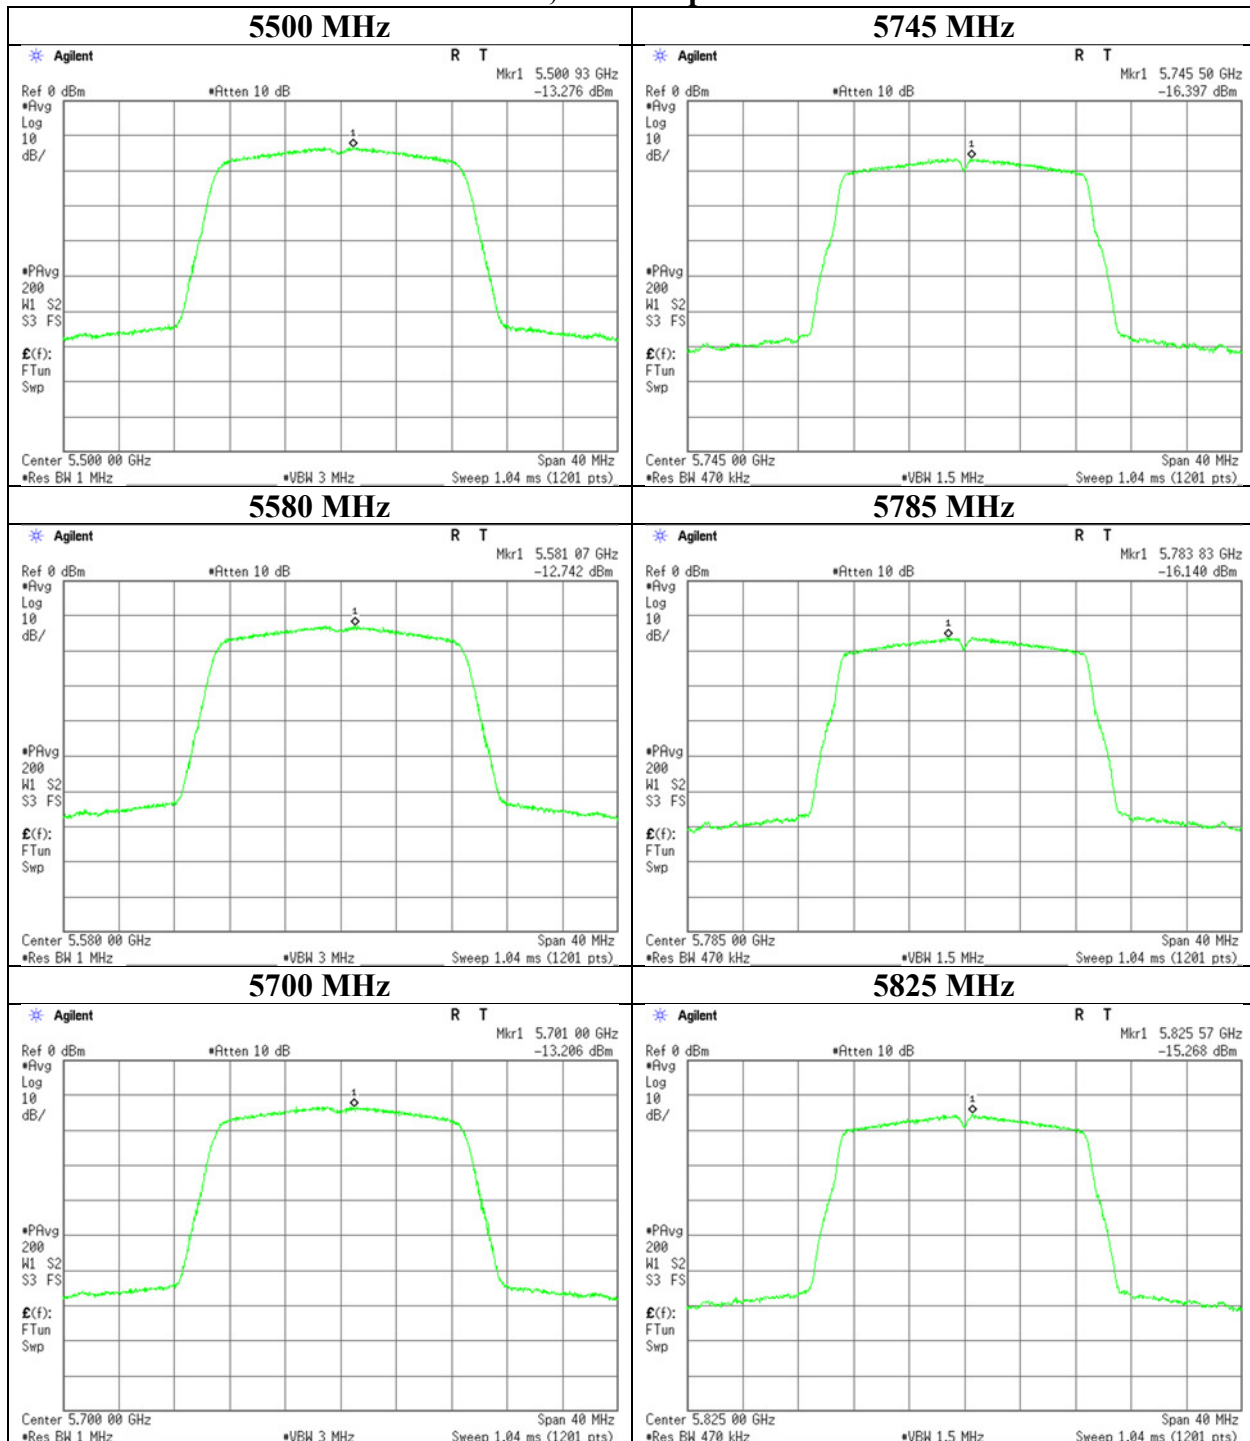 5500 MHz
Agilent R T
Mkr1 5.500 93 GHz
Ref 0 dBm *Atten 10 dB -13.276 dBm
*Avg
Log
10
dB/
1
*PAvg
200
W1 S2
S3 FS
£(f):
FTun
Swp
Center 5.500 00 GHz Span 40 MHz
*Res BW 1 MHz *VBW 3 MHz Sweep 1.04 ms (1201 pts)
5745 MHz
Agilent R T
Mkr1 5.745 50 GHz
Ref 0 dBm *Atten 10 dB -16.397 dBm
*Avg
Log
10
dB/
1
*PAvg
200
W1 S2
S3 FS
£(f):
FTun
Swp
Center 5.745 00 GHz Span 40 MHz
*Res BW 470 kHz *VBW 1.5 MHz Sweep 1.04 ms (1201 pts)
5580 MHz
Agilent R T
Mkr1 5.581 07 GHz
Ref 0 dBm *Atten 10 dB -12.742 dBm
*Avg
Log
10
dB/
1
*PAvg
200
W1 S2
S3 FS
£(f):
FTun
Swp
Center 5.580 00 GHz Span 40 MHz
*Res BW 1 MHz *VBW 3 MHz Sweep 1.04 ms (1201 pts)
5785 MHz
Agilent R T
Mkr1 5.783 83 GHz
Ref 0 dBm *Atten 10 dB -16.140 dBm
*Avg
Log
10
dB/
1
*PAvg
200
W1 S2
S3 FS
£(f):
FTun
Swp
Center 5.785 00 GHz Span 40 MHz
*Res BW 470 kHz *VBW 1.5 MHz Sweep 1.04 ms (1201 pts)
5700 MHz
Agilent R T
Mkr1 5.701 00 GHz
Ref 0 dBm *Atten 10 dB -13.206 dBm
*Avg
Log
10
dB/
1
*PAvg
200
W1 S2
S3 FS
£(f):
FTun
Swp
Center 5.700 00 GHz Span 40 MHz
*Res BW 1 MHz *VBW 3 MHz Sweep 1.04 ms (1201 pts)
5825 MHz
Agilent R T
Mkr1 5.825 57 GHz
Ref 0 dBm *Atten 10 dB -15.268 dBm
*Avg
Log
10
dB/
1
*PAvg
200
W1 S2
S3 FS
£(f):
FTun
Swp
Center 5.825 00 GHz Span 40 MHz
*Res BW 470 kHz *VBW 1.5 MHz Sweep 1.04 ms (1201 pts)